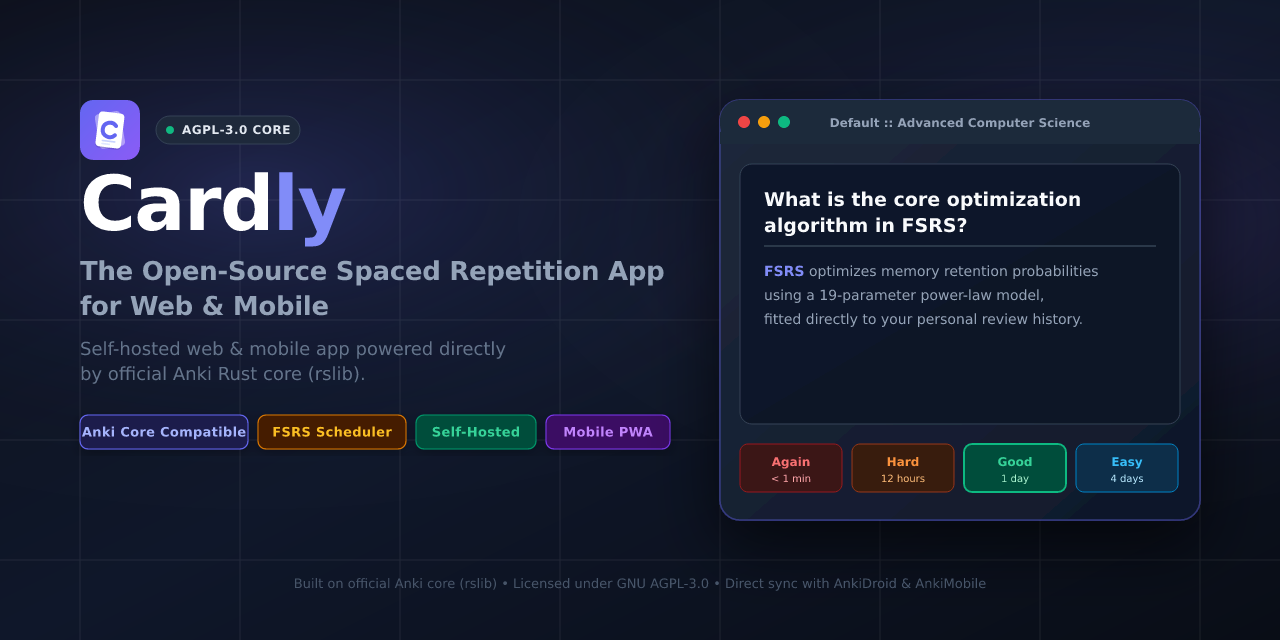 C
AGPL-3.0 CORE
Cardly
The Open-Source Spaced Repetition App
for Web & Mobile
Self-hosted web & mobile app powered directly
by official Anki Rust core (rslib).
Anki Core Compatible
FSRS Scheduler
Self-Hosted
Mobile PWA
Default :: Advanced Computer Science
What is the core optimization
algorithm in FSRS?
FSRS optimizes memory retention probabilities
using a 19-parameter power-law model,
fitted directly to your personal review history.
Again
< 1 min
Hard
12 hours
Good
1 day
Easy
4 days
Built on official Anki core (rslib) • Licensed under GNU AGPL-3.0 • Direct sync with AnkiDroid & AnkiMobile